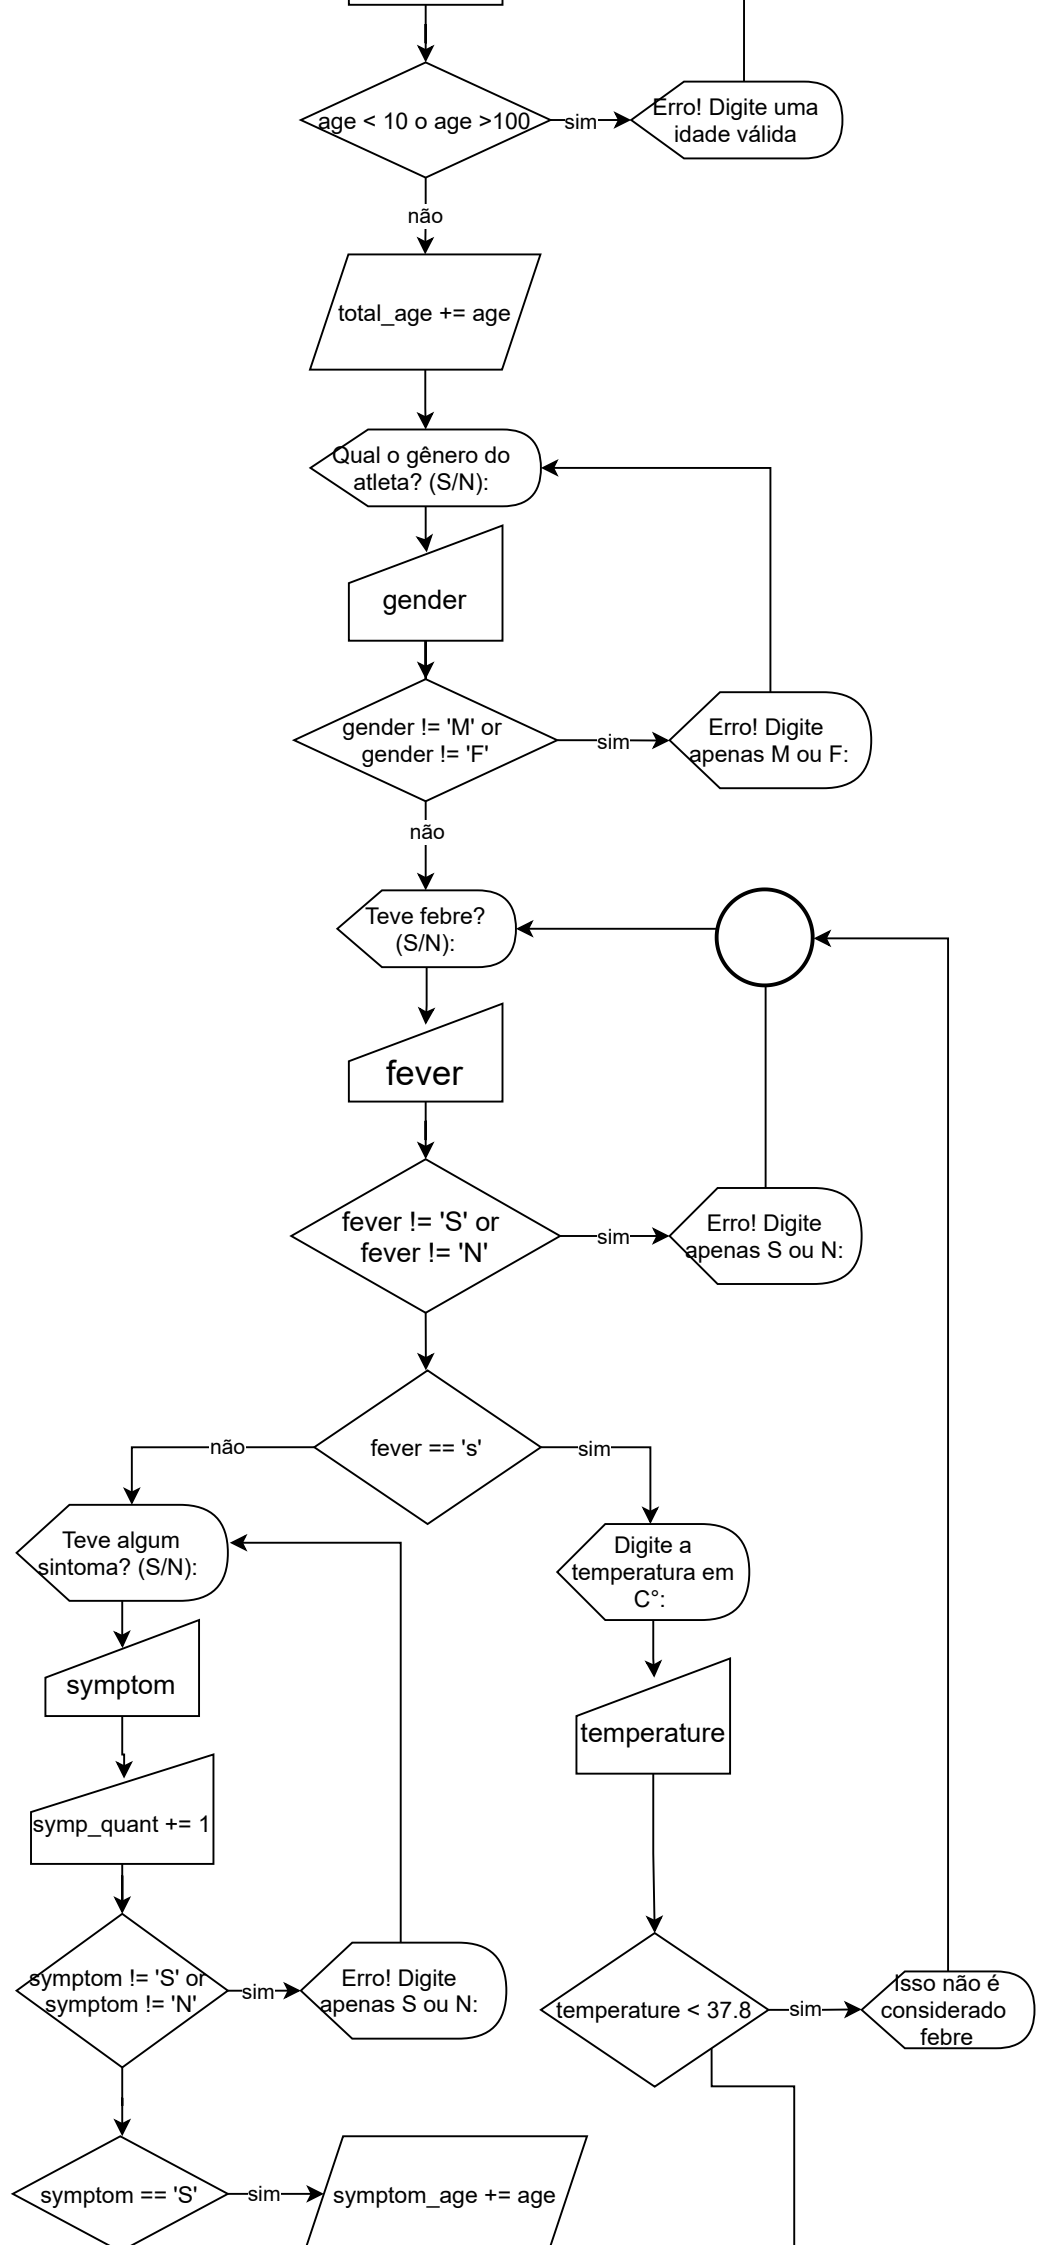 age < 10 o age >100
sim
Erro! Digite uma
idade válida
não
total_age += age
Qual o gênero do
atleta? (S/N):
gender
gender != 'M' or
gender != 'F'
sim
Erro! Digite
apenas M ou F:
não
Teve febre?
(S/N):
fever
fever != 'S' or
fever != 'N'
sim
Erro! Digite
apenas S ou N:
fever == 's'
não
sim
Teve algum
sintoma? (S/N):
Digite a
temperatura em
C°:
symptom
temperature
symp_quant += 1
symptom != 'S' or
symptom != 'N'
sim
Erro! Digite
apenas S ou N:
temperature < 37.8
sim
Isso não é
considerado
febre
symptom == 'S'
sim
symptom_age += age